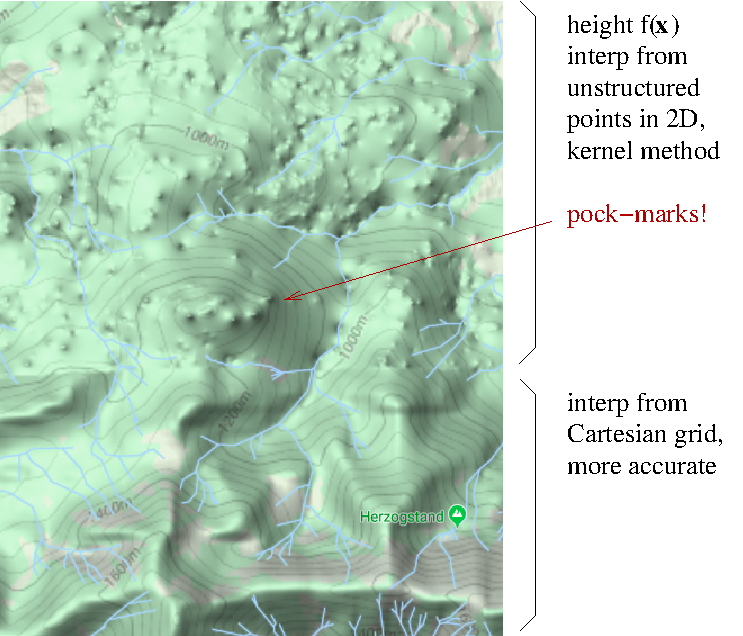 height f(x)
interp from
unstructured
points in 2D,
kernel method
1000m
pock−marks!
1000m
interp from
Cartesian grid,
more accurate
1200m
1400m
Herzogstand
1600m